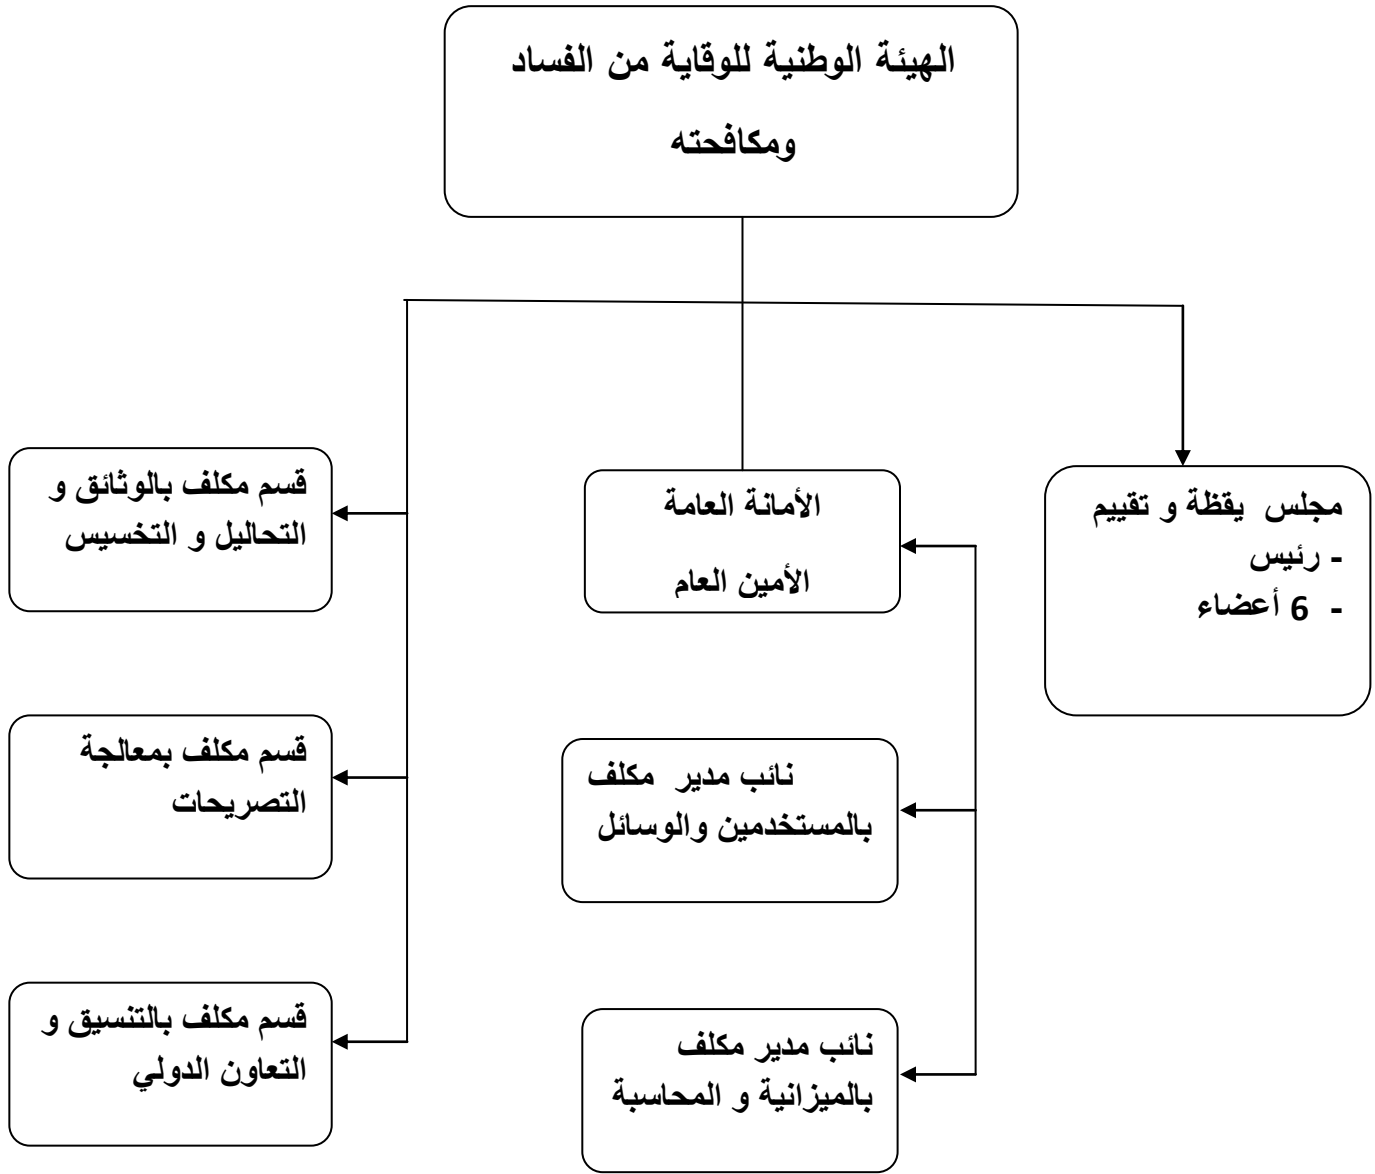 الهيئة الوطنية للوقاية من الفساد
ومكافحته
مجلس يقظة و تقييم
- رئيس
- 6 أعضاء
الأمانة العامة
الأمين العام
نائب مدير مكلف
بالمستخدمين والوسائل
نائب مدير مكلف
بالميزانية و المحاسبة
قسم مكلف بالوثائق و
التحاليل و التخسيس
قسم مكلف بمعالجة
التصريحات
قسم مكلف بالتنسيق و
التعاون الدولي